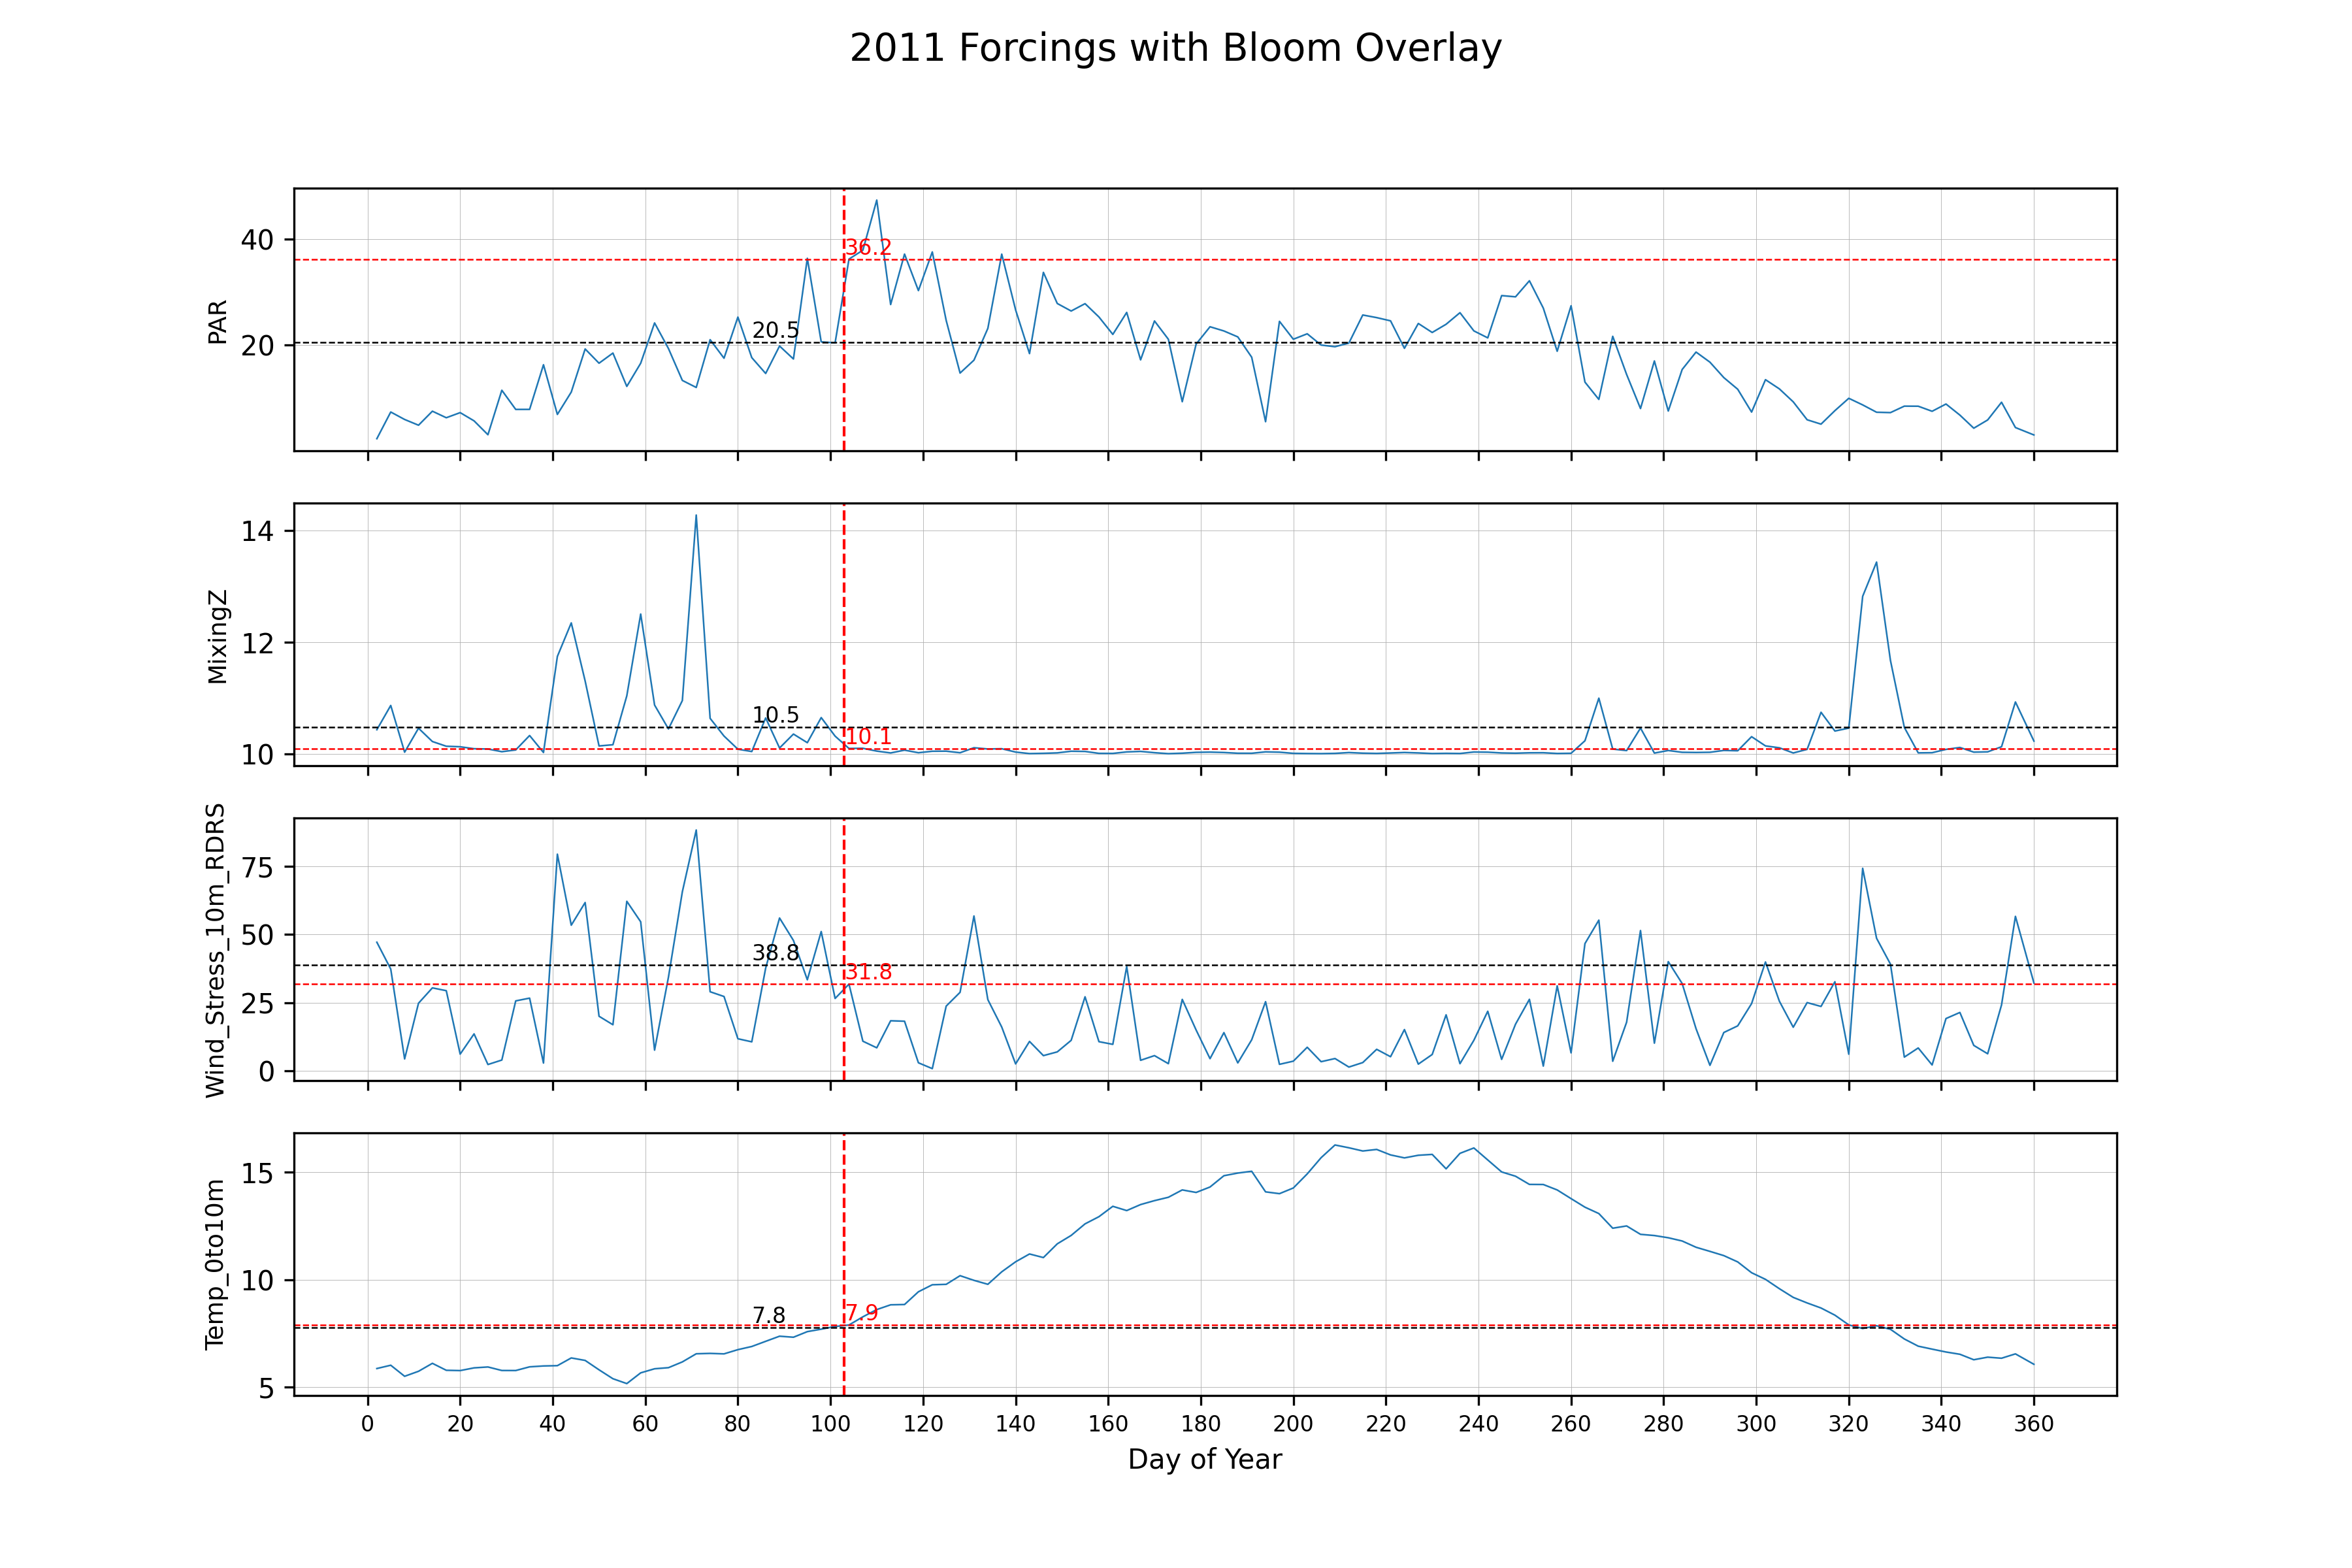 2011 Forcings with Bloom Overlay
PAR
40
20
36.2
20.5
MixingZ
14
12
10
10.5
10.1
Wind_Stress_10m_RDRS
75
50
25
0
38.8
31.8
Temp_0to10m
15
10
5
7.8
7.9
0 20 40 60 80 100 120 140 160 180 200 220 240 260 280 300 320 340 360
Day of Year